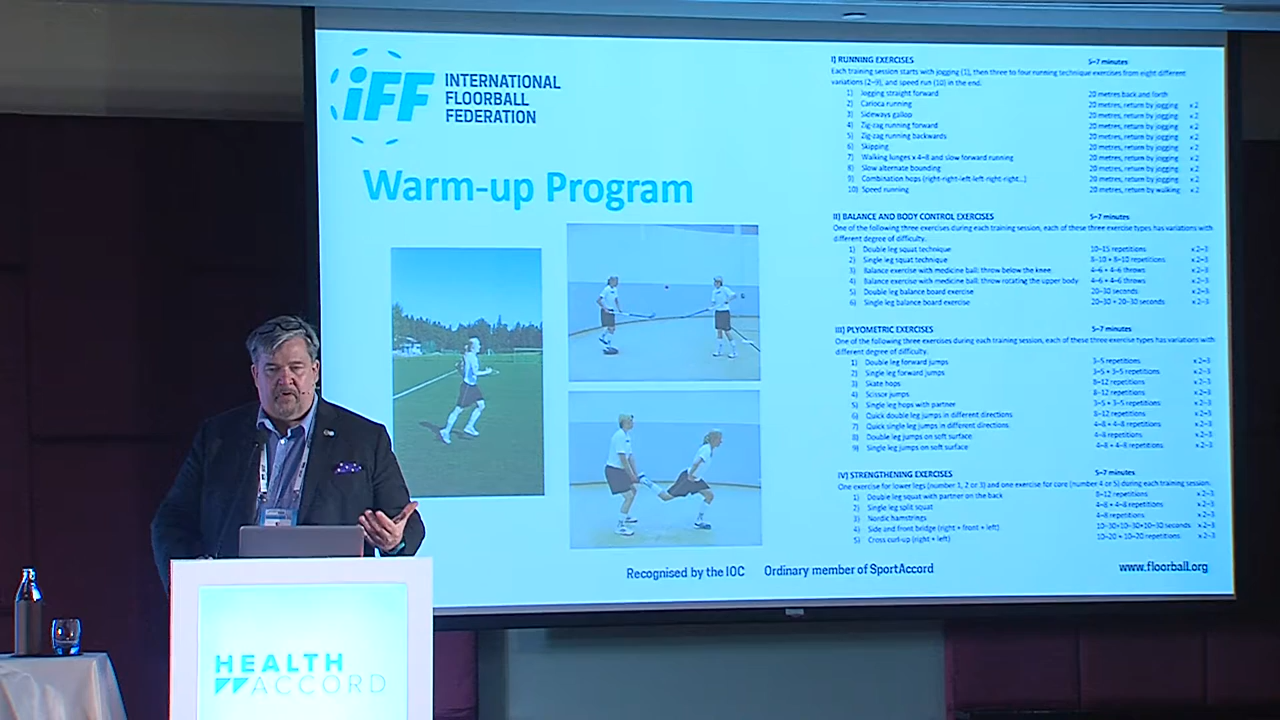 iFF
INTERNATIONAL
FLOORBALL
FEDERATION
Warm-up Program
I) RUNNING EXERCISES 5-7 minutes
Each training session starts with jogging (1), then three to four running technique exercises from eight different
variations (2-9), and speed run (10) in the end.
1) Jogging straight forward 20 metres back and forth
2) Carioca running 20 metres, return by jogging x 2
3) Sideways gallop 20 metres, return by jogging x 2
4) Zig-zag running forward 20 metres, return by jogging x 2
5) Zig-zag running backwards 20 metres, return by jogging x 2
6) Skipping 20 metres, return by jogging x 2
7) Walking lunges x 4-8 and slow forward running 20 metres, return by jogging x 2
8) Slow alternate bounding 20 metres, return by jogging x 2
9) Combination hops (right-right-left-left-right-right...) 20 metres, return by jogging x 2
10) Speed running 20 metres, return by walking x 2
II) BALANCE AND BODY CONTROL EXERCISES 5-7 minutes
One of the following three exercises during each training session, each of these three exercise types has variations with
different degree of difficulty.
1) Double leg squat technique 10-15 repetitions x 2-3
2) Single leg squat technique 8-10 + 8-10 repetitions x 2-3
3) Balance exercise with medicine ball: throw below the knee 4-6 + 4-6 throws x 2-3
4) Balance exercise with medicine ball: throw rotating the upper body 4-6 + 4-6 throws x 2-3
5) Double leg balance board exercise 20-30 seconds x 2-3
6) Single leg balance board exercise 20-30 + 20-30 seconds x 2-3
III) PLYOMETRIC EXERCISES 5-7 minutes
One of the following three exercises during each training session, each of these three exercise types has variations with
different degree of difficulty.
1) Double leg forward jumps 3-5 repetitions x 2-3
2) Single leg forward jumps 3-5 + 3-5 repetitions x 2-3
3) Skate hops 8-12 repetitions x 2-3
4) Scissor jumps 8-12 repetitions x 2-3
5) Single leg hops with partner 3-5 + 3-5 repetitions x 2-3
6) Quick double leg jumps in different directions 8-12 repetitions x 2-3
7) Quick single leg jumps in different directions 4-8 + 4-8 repetitions x 2-3
8) Double leg jumps on soft surface 4-8 repetitions x 2-3
9) Single leg jumps on soft surface 4-8 + 4-8 repetitions x 2-3
IV) STRENGTHENING EXERCISES 5-7 minutes
One exercise for lower legs (number 1, 2 or 3) and one exercise for core (number 4 or 5) during each training session.
1) Double leg squat with partner on the back 8-12 repetitions x 2-3
2) Single leg split squat 4-8 + 4-8 repetitions x 2-3
3) Nordic hamstrings 4-8 repetitions x 2-3
4) Side and front bridge (right + front + left) 10-30+10-30+10-30 seconds x 2-3
5) Cross curl-up (right + left) 10-20 + 10-20 repetitions x 2-3
Recognised by the IOC Ordinary member of SportAccord www.floorball.org
HEALTH
ACCORD